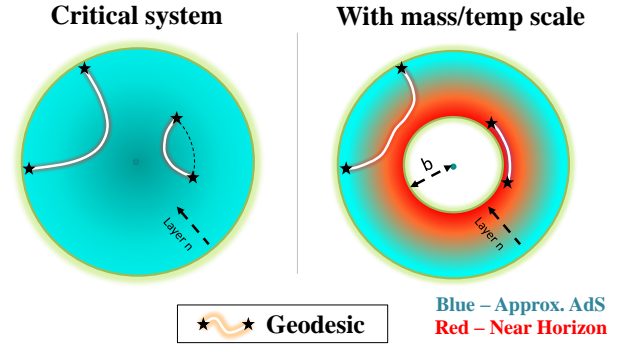 Critical system
With mass/temp scale
b
Layer n
Layer n
Geodesic
Blue – Approx. AdS
Red – Near Horizon